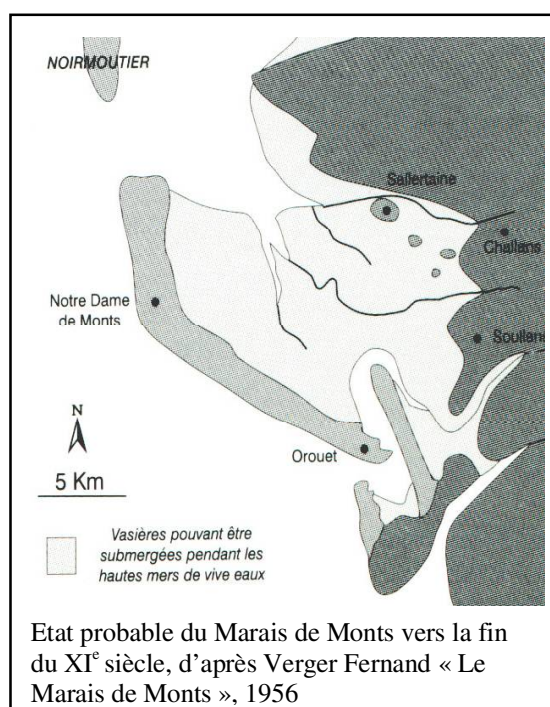 NOIRMOUTIER
Sallertaine
Challans
Notre Dame
de Monts
Soullans
N
Orouet
5 Km
Vasières pouvant être
submergées pendant les
hautes mers de vive eaux
Etat probable du Marais de Monts vers la fin
du XIe siècle, d'après Verger Fernand « Le
Marais de Monts », 1956